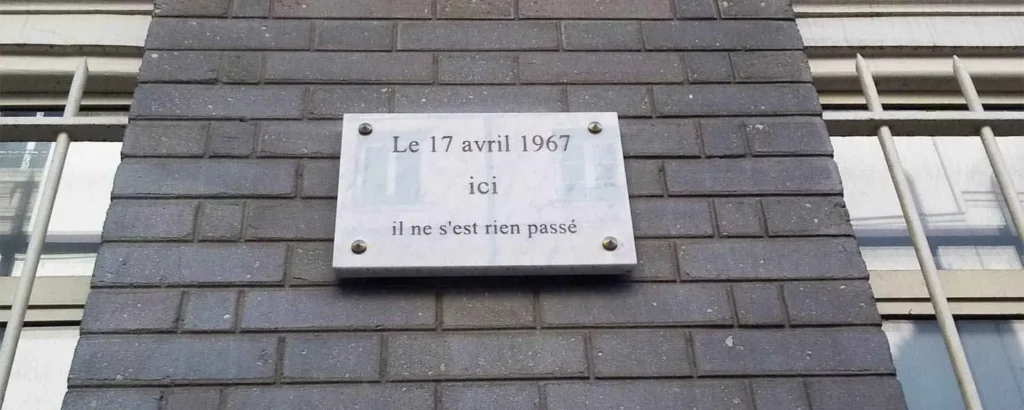 Le 17 avril 1967
ici
il ne s'est rien passé